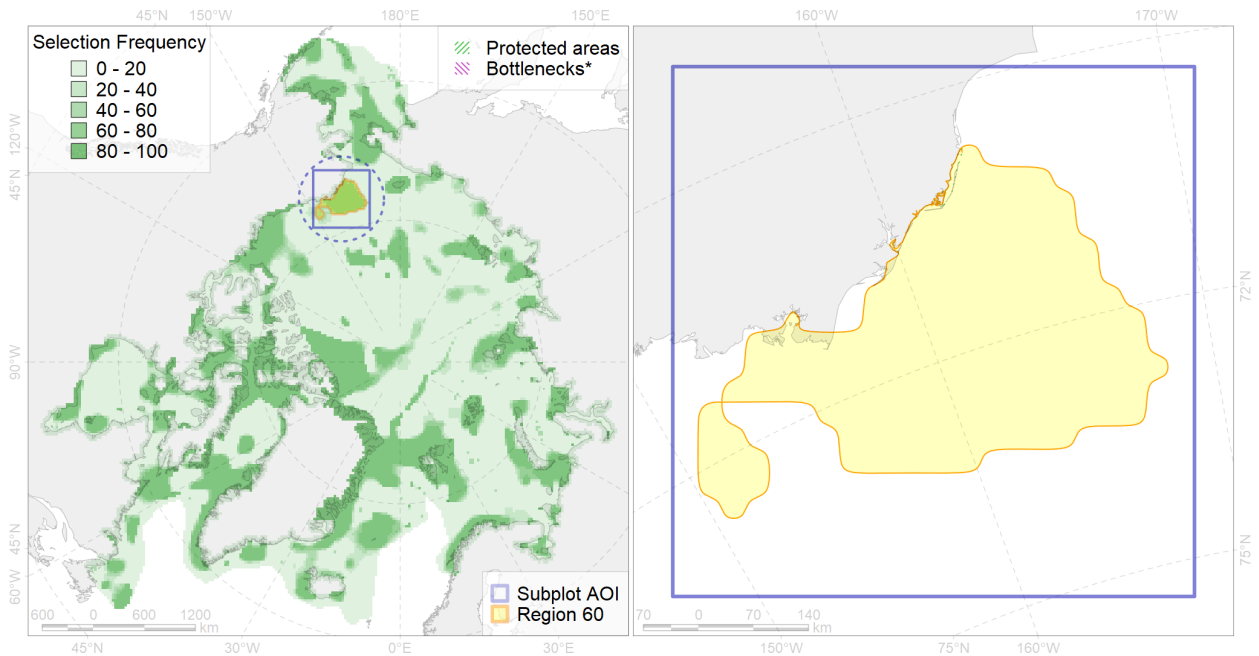 45°N 150°W 180°E 150°E
160°W 170°W
Selection Frequency
0 - 20
20 - 40
40 - 60
60 - 80
80 - 100
Protected areas
Bottlenecks*
120°W
45°N
90°W
45°N
60°W
72°N
75°N
Subplot AOI
Region 60
600 0 600 1200
km
70 0 70 140
km
45°N 30°W 0°E 30°E
150°W 75°N 160°W